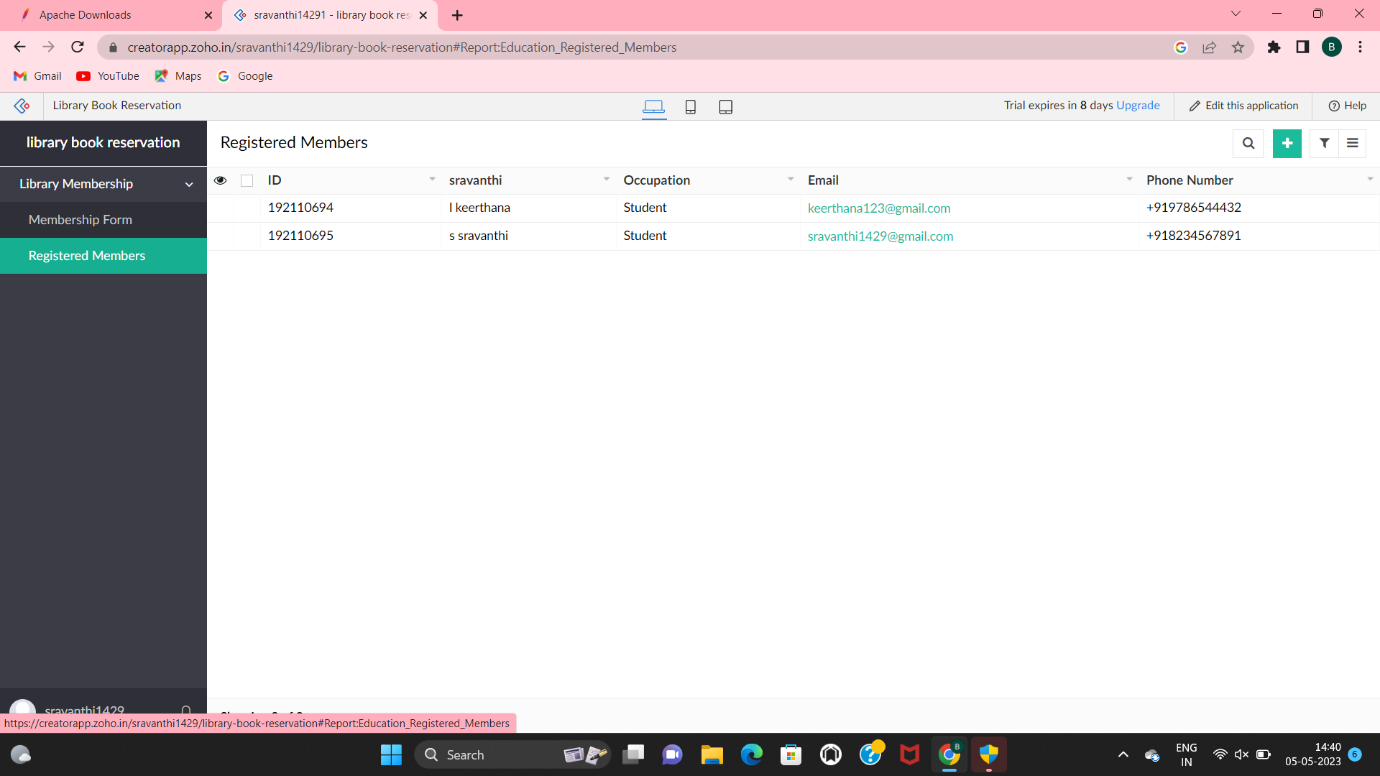 Apache Downloads
sravanthi14291 - library book res
creatorapp.zoho.in/sravanthi1429/library-book-reservation#Report:Education_Registered_Members
B
Gmail YouTube Maps Google
Library Book Reservation Trial expires in 8 days Upgrade Edit this application Help
library book reservation
Library Membership
Membership Form
Registered Members
Registered Members
ID sravanthi Occupation Email Phone Number
192110694 l keerthana Student keerthana123@gmail.com +919786544432
192110695 s sravanthi Student sravanthi1429@gmail.com +918234567891
sravanthi1429
https://creatorapp.zoho.in/sravanthi1429/library-book-reservation#Report:Education_Registered_Members
Search
B
ENG
IN
14:40
05-05-2023
6